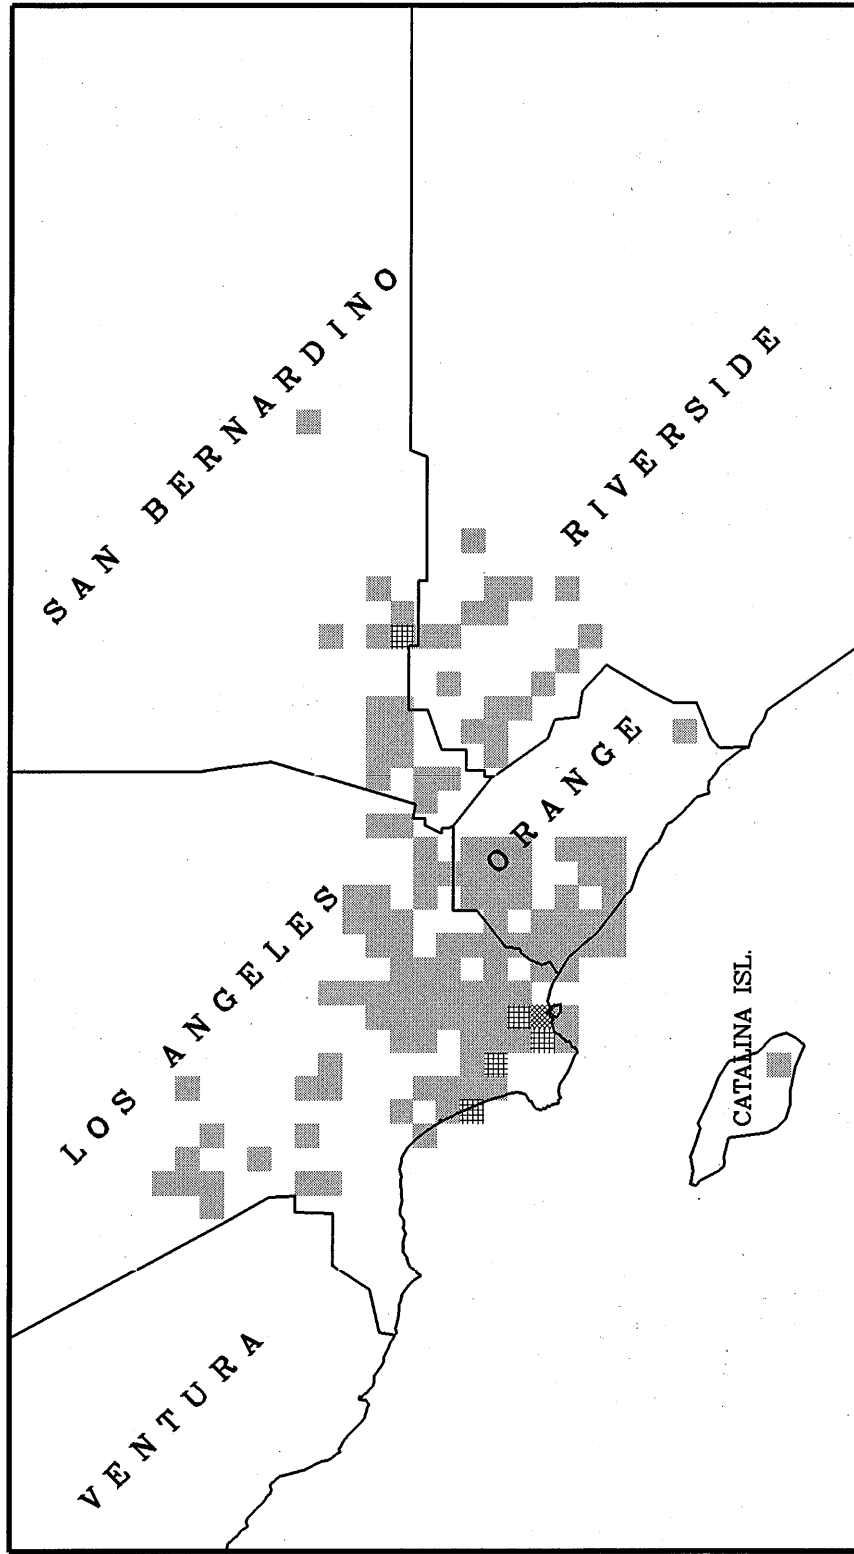 VENTURA
LOS ANGELES
SAN BERNARDINO
ORANGE
RIVERSIDE
CATALINA ISL.